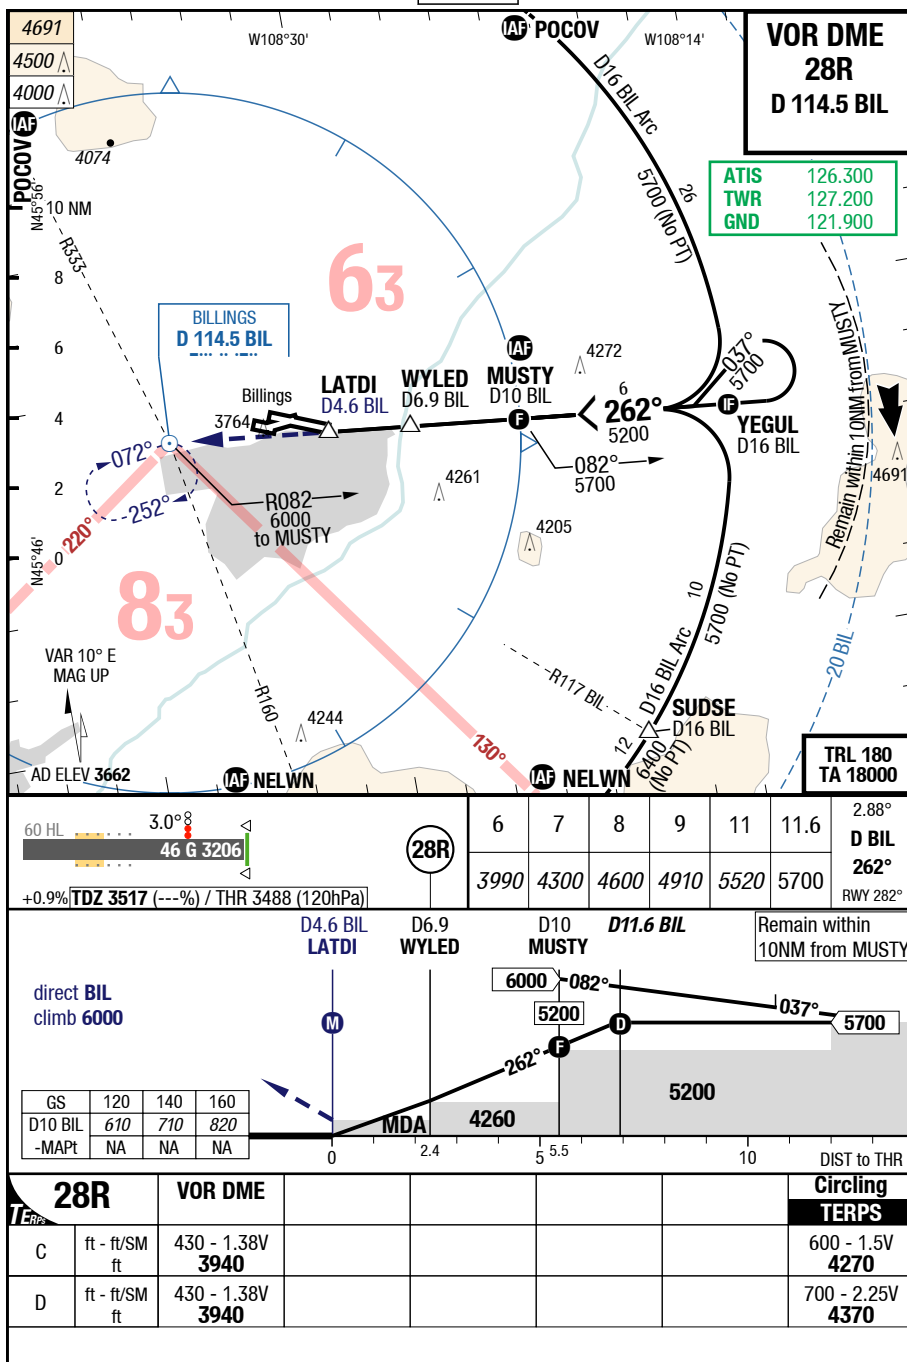 4691
4500
4000
IAF
POCOV
N45°56'
4074
W108°30'
IAF POCOV
W108°14'
VOR DME
28R
D 114.5 BIL
ATIS 126.300
TWR 127.200
GND 121.900
D16 BIL Arc
26
5700 (No PT)
10 NM
8
6
4
2
0
N45°46'
R333
63
BILLINGS
D 114.5 BIL
Billings
3764
LATDI
D4.6 BIL
WYLED
D6.9 BIL
IAF
MUSTY
D10 BIL
F
4272
6
262°
5200
037°
5700
IF
YEGUL
D16 BIL
Remain within 10NM from MUSTY
4691
072°
252°
R082
6000
to MUSTY
4261
082°
5700
4205
220°
83
10
5700 (No PT)
D16 BIL Arc
20 BIL
VAR 10° E
MAG UP
R160
4244
130°
R117 BIL
SUDSE
D16 BIL
12
6400
(No PT)
AD ELEV 3662
IAF NELWN
IAF NELWN
TRL 180
TA 18000
60 HL
3.0°
46 G 3206
+0.9% TDZ 3517 (---%) / THR 3488 (120hPa)
28R
6 7 8 9 11 11.6
3990 4300 4600 4910 5520 5700
2.88°
D BIL
262°
RWY 282°
D4.6 BIL
LATDI
D6.9
WYLED
D10
MUSTY
D11.6 BIL
Remain within
10NM from MUSTY
direct BIL
climb 6000
6000
082°
037°
5700
5200
M
D
F
262°
5200
MDA
4260
GS 120 140 160
D10 BIL 610 710 820
-MAPt NA NA NA
0 2.4 5 5.5 10 DIST to THR
TERPS
28R
VOR DME
Circling
TERPS
C ft - ft/SM 430 - 1.38V 600 - 1.5V
ft 3940 4270
D ft - ft/SM 430 - 1.38V 700 - 2.25V
ft 3940 4370